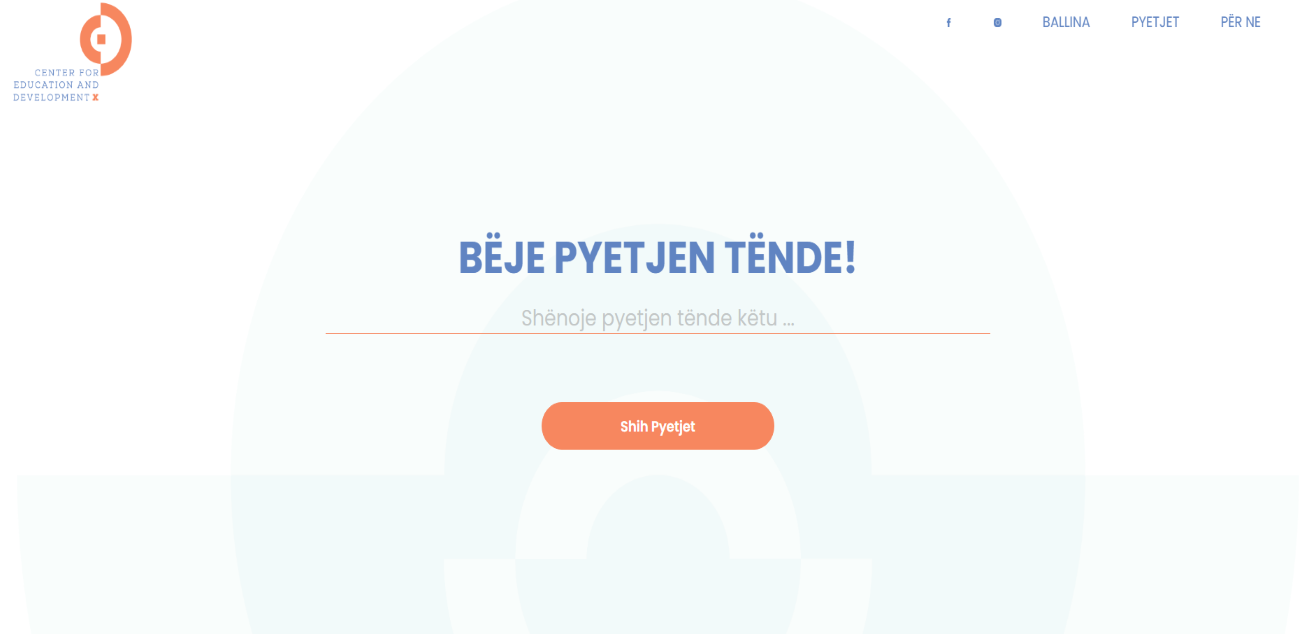 CENTER FOR
EDUCATION AND
DEVELOPMENT X
BALLINA PYETJET PËR NE
BËJE PYETJEN TËNDE!
Shënoje pyetjen tënde këtu ...
Shih Pyetjet